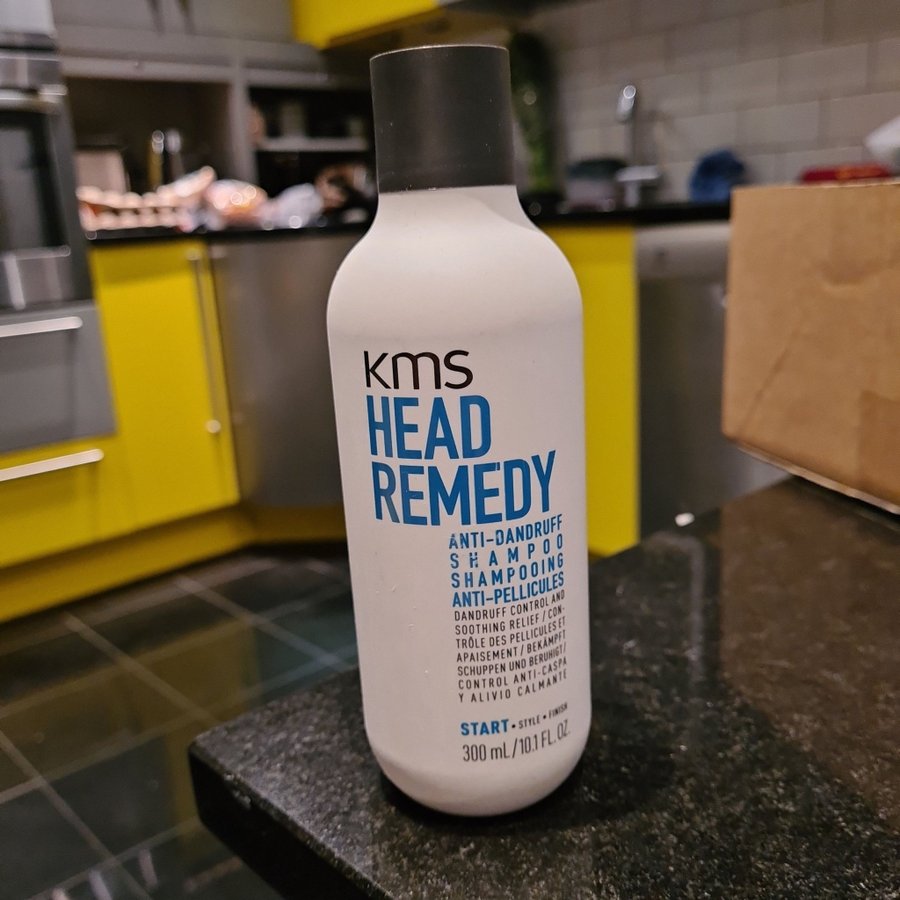 kms
HEAD
REMEDY
ANTI-DANDRUFF
SHAMPOO
SHAMPOOING
ANTI-PELLICULES
DANDRUFF CONTROL AND
SOOTHING RELIEF / CON-
TRÔLE DES PELLICULES ET
APAISEMENT / BEKÄMPFT
SCHUPPEN UND BERUHIGT/
CONTROL ANTI-CASPA
Y ALIVIO CALMANTE
START • STYLE • FINISH
300 mL/10.1 FL. OZ.